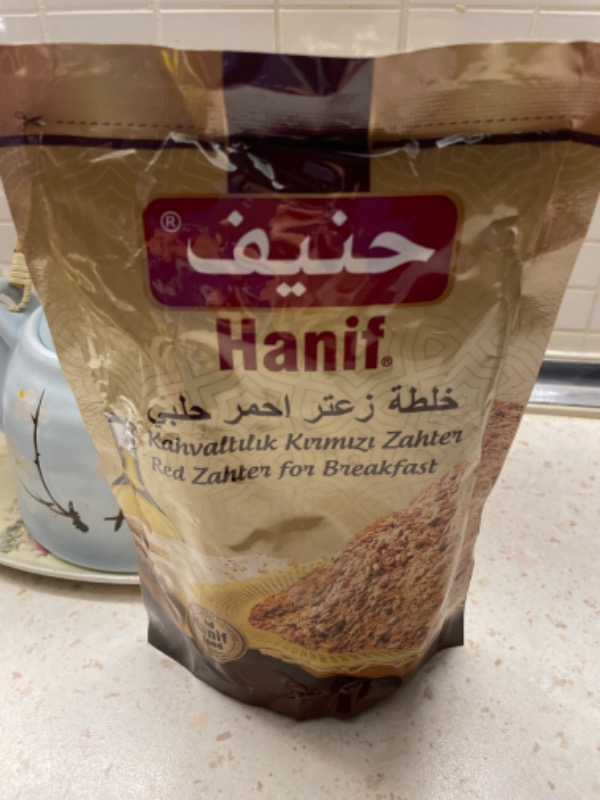 حنيف®
Hanif®
خلطة زعتر احمر حلبي
Kahvaltılık Kırmızı Zahter
Red Zahter for Breakfast